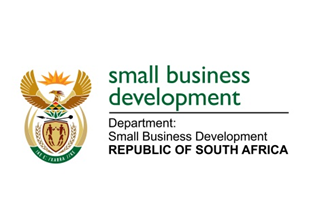 small business
development
Department:
Small Business Development
REPUBLIC OF SOUTH AFRICA